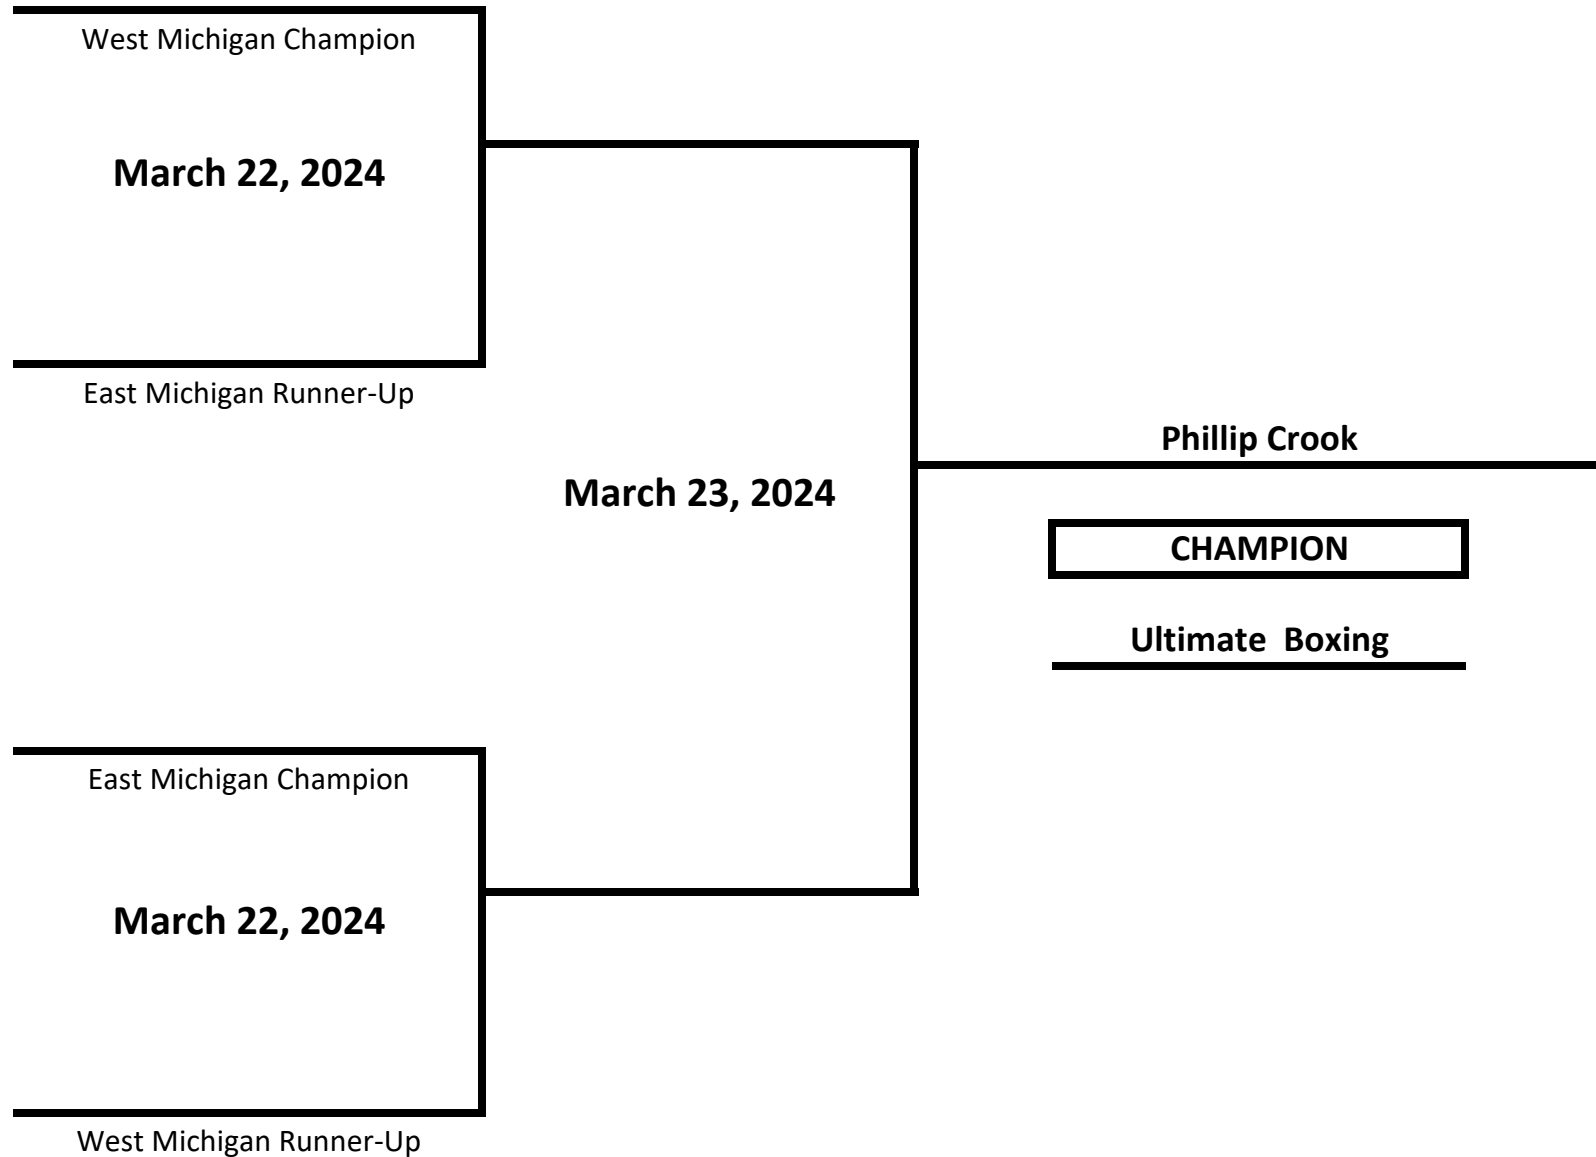 West Michigan Champion
March 22, 2024
East Michigan Runner-Up
Phillip Crook
March 23, 2024
CHAMPION
Ultimate  Boxing
East Michigan Champion
March 22, 2024
West Michigan Runner-Up